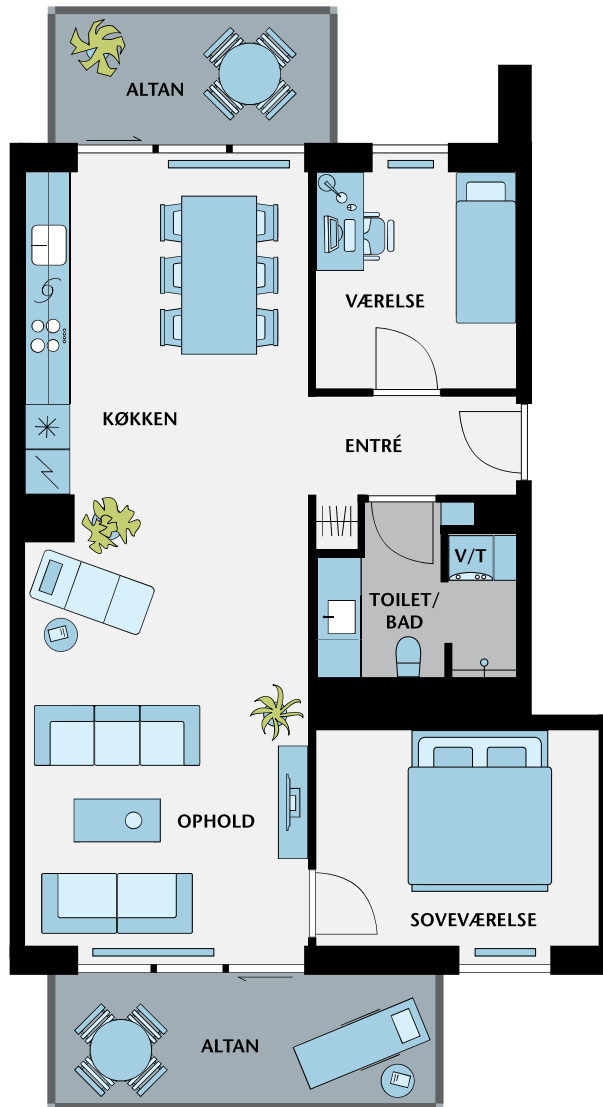 ALTAN
VÆRELSE
KØKKEN
ENTRÉ
V/T
TOILET/
BAD
OPHOLD
SOVEVÆRELSE
ALTAN